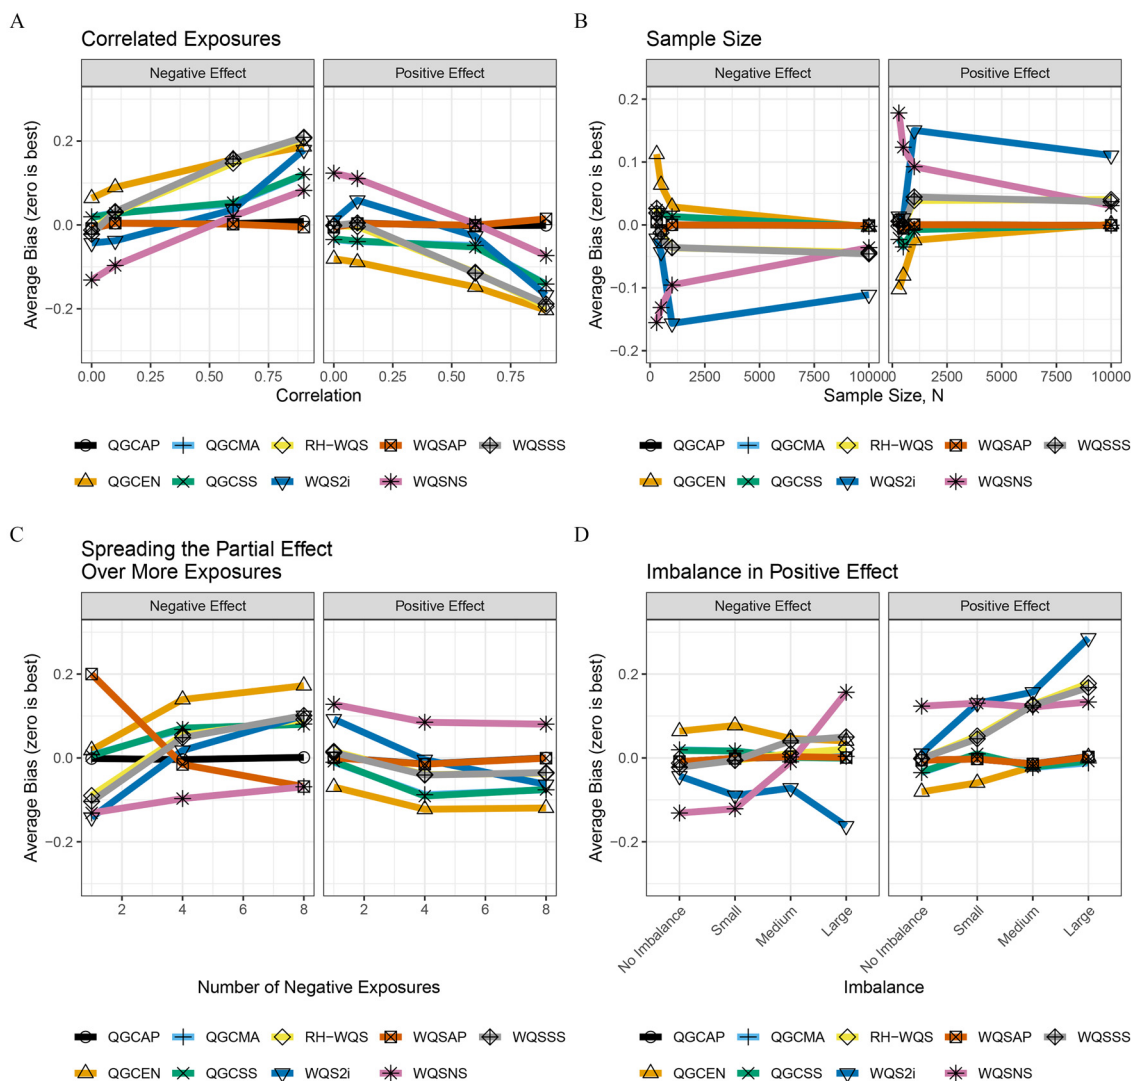 A
Correlated Exposures
Negative Effect
Positive Effect
Average Bias (zero is best)
0.2
0.0
−0.2
0.00 0.25 0.50 0.75
0.00 0.25 0.50 0.75
Correlation
QGCAP QGCMA RH−WQS WQSAP WQSSS
QGCEN QGCSS WQS2i WQSNS
B
Sample Size
Negative Effect
Positive Effect
Average Bias (zero is best)
0.2
0.1
0.0
−0.1
−0.2
0 2500 5000 7500 10000
0 2500 5000 7500 10000
Sample Size, N
QGCAP QGCMA RH−WQS WQSAP WQSSS
QGCEN QGCSS WQS2i WQSNS
C
Spreading the Partial Effect
Over More Exposures
Negative Effect
Positive Effect
Average Bias (zero is best)
0.2
0.0
−0.2
2 4 6 8
2 4 6 8
Number of Negative Exposures
QGCAP QGCMA RH−WQS WQSAP WQSSS
QGCEN QGCSS WQS2i WQSNS
D
Imbalance in Positive Effect
Negative Effect
Positive Effect
Average Bias (zero is best)
0.2
0.0
−0.2
No Imbalance Small Medium Large
No Imbalance Small Medium Large
Imbalance
QGCAP QGCMA RH−WQS WQSAP WQSSS
QGCEN QGCSS WQS2i WQSNS